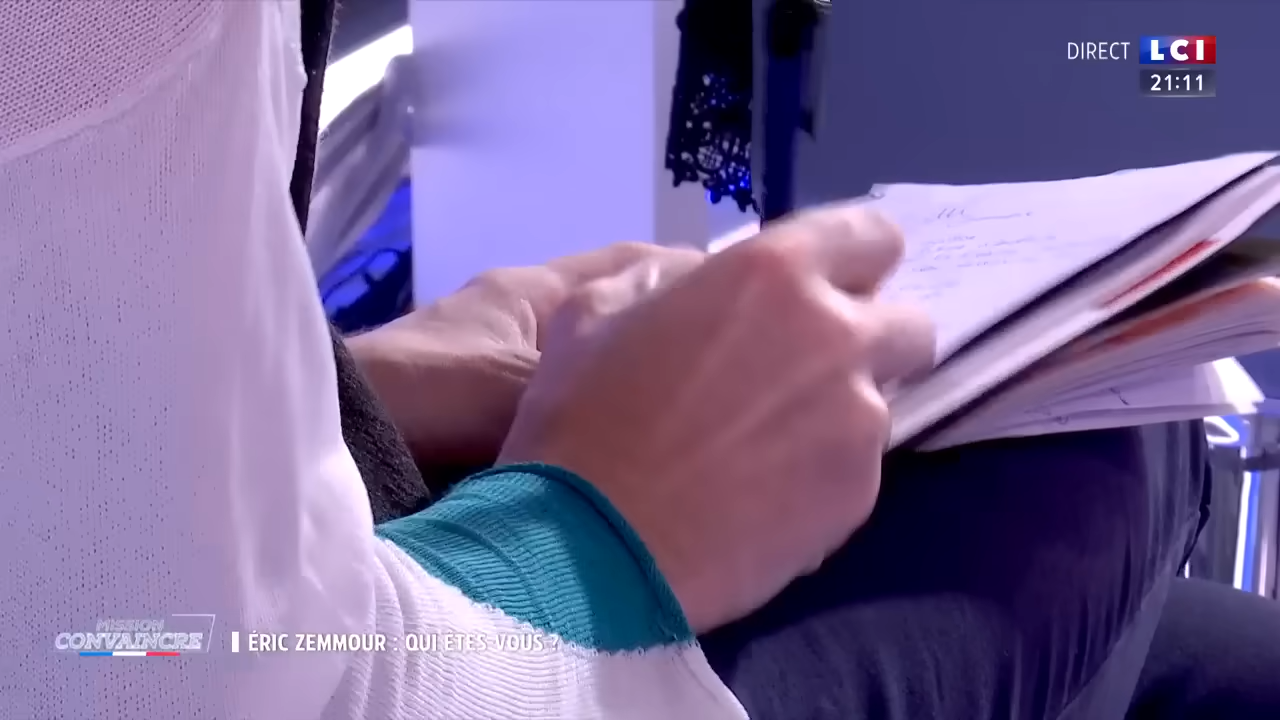 DIRECT LCI
21:11
MISSION
CONVAINCRE
ÉRIC ZEMMOUR : QUI ÊTES-VOUS ?